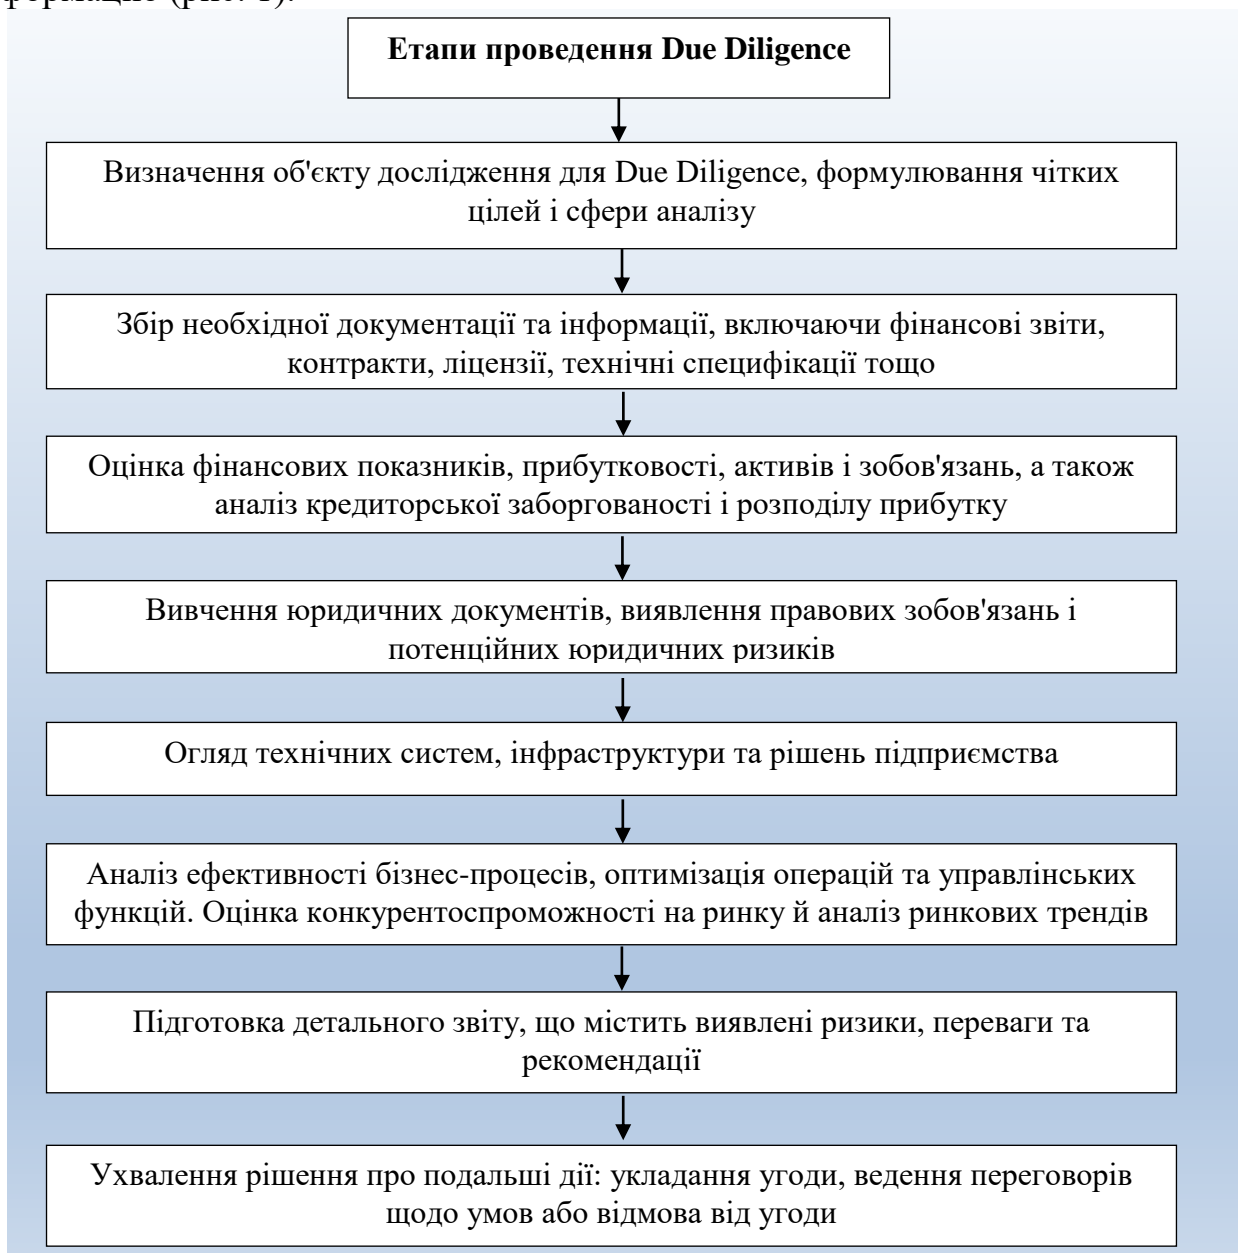 (рис. 1).
Етапи проведення Due Diligence
Визначення об'єкту дослідження для Due Diligence, формулювання чітких
цілей і сфери аналізу
Збір необхідної документації та інформації, включаючи фінансові звіти,
контракти, ліцензії, технічні специфікації тощо
Оцінка фінансових показників, прибутковості, активів і зобов'язань, а також
аналіз кредиторської заборгованості і розподілу прибутку
Вивчення юридичних документів, виявлення правових зобов'язань і
потенційних юридичних ризиків
Огляд технічних систем, інфраструктури та рішень підприємства
Аналіз ефективності бізнес-процесів, оптимізація операцій та управлінських
функцій. Оцінка конкурентоспроможності на ринку й аналіз ринкових трендів
Підготовка детального звіту, що містить виявлені ризики, переваги та
рекомендації
Ухвалення рішення про подальші дії: укладання угоди, ведення переговорів
щодо умов або відмова від угоди